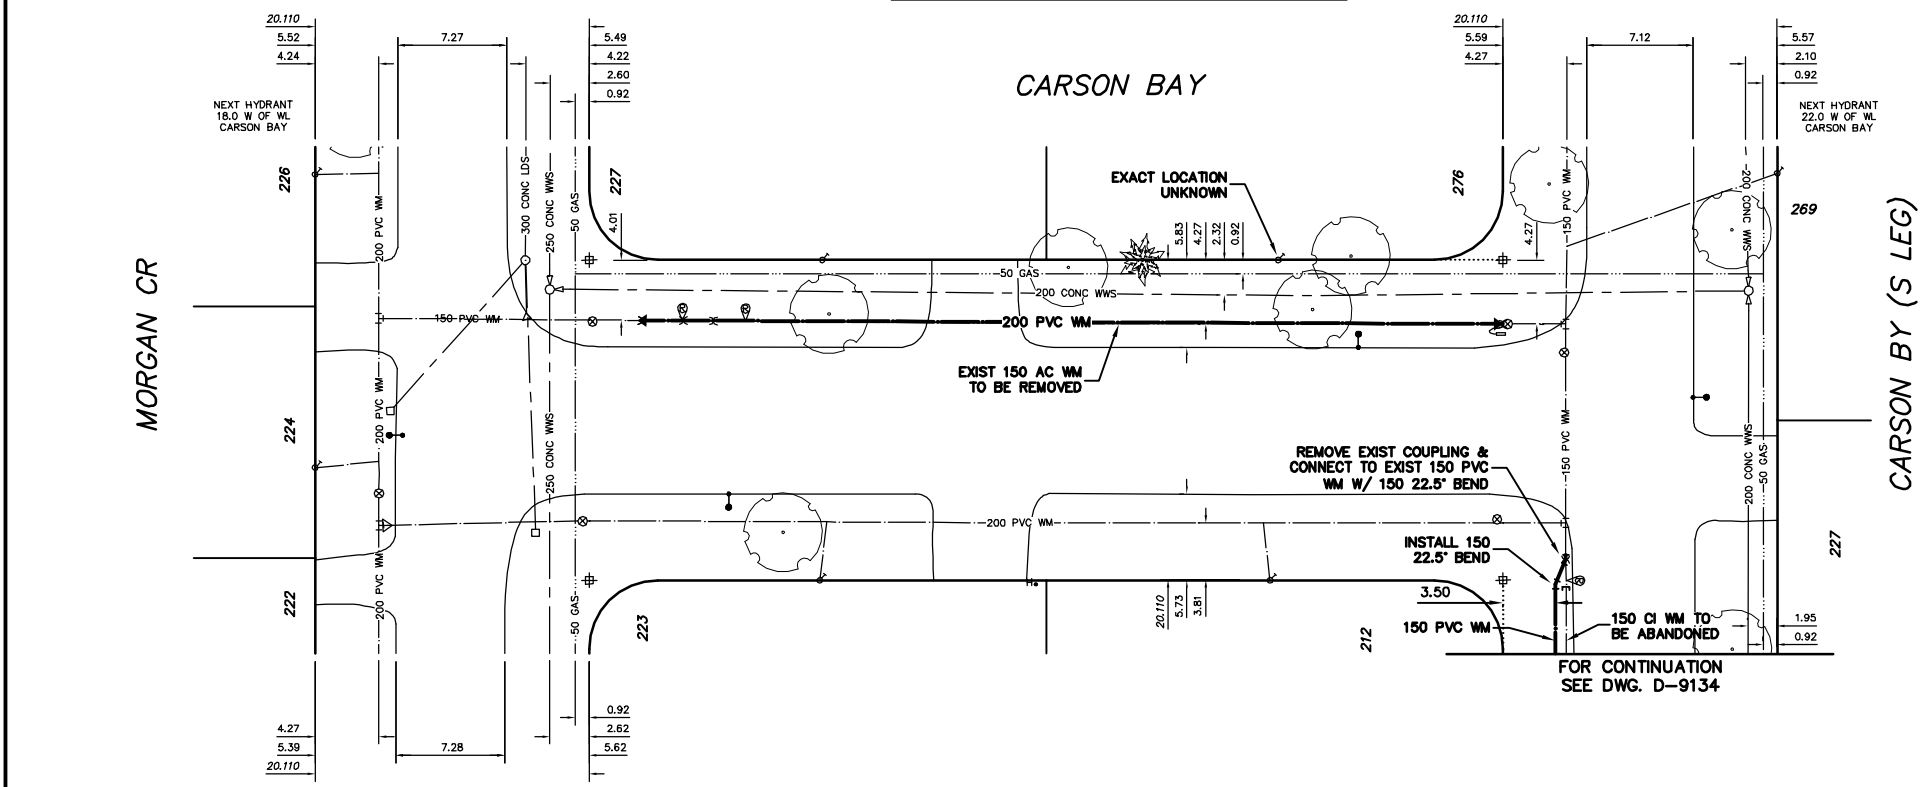 20.110
5.52
4.24
7.27
5.49
4.22
2.60
0.92
CARSON BAY
20.110
5.59
4.27
7.12
5.57
2.10
0.92
NEXT HYDRANT
18.0 W OF WL
CARSON BAY
NEXT HYDRANT
22.0 W OF WL
CARSON BAY
226
200 PVC WM
300 CONC LDS
250 CONC WWS
50 GAS
227
4.01
EXACT LOCATION
UNKNOWN
5.83
4.27
2.32
0.92
276
4.27
150 PVC WM
200 CONC WWS
269
50 GAS
200 CONC WWS
150 PVC WM
200 PVC WM
EXIST 150 AC WM
TO BE REMOVED
MORGAN CR
CARSON BY (S LEG)
224
200 PVC WM
250 CONC WWS
150 PVC WM
200 CONC WWS
50 GAS
REMOVE EXIST COUPLING &
CONNECT TO EXIST 150 PVC
WM W/ 150 22.5° BEND
200 PVC WM
INSTALL 150
22.5° BEND
227
222
200 PVC WM
50 GAS
223
H
20.110
5.73
3.81
212
3.50
150 PVC WM
150 CI WM TO
BE ABANDONED
1.95
0.92
FOR CONTINUATION
SEE DWG. D-9134
4.27
5.39
20.110
7.28
0.92
2.62
5.62